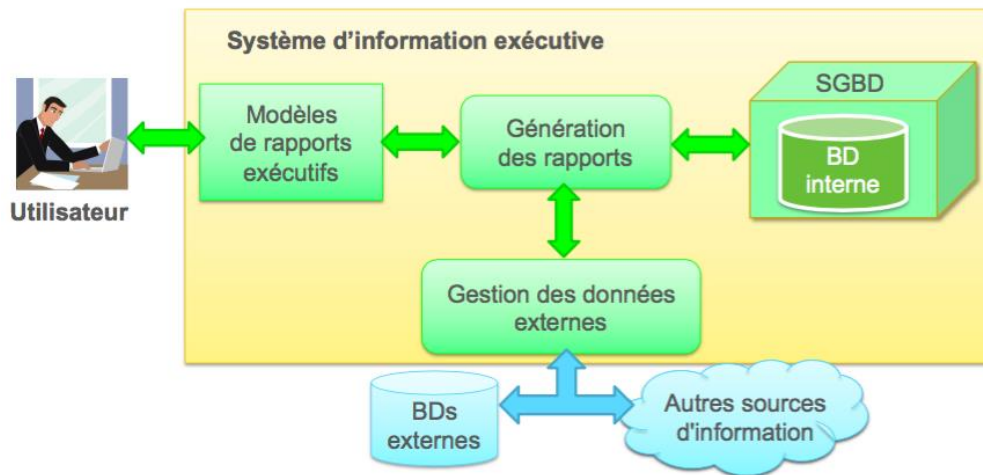 Système d'information exécutive
SGBD
Modèles
de rapports
exécutifs
Génération
des rapports
BD
interne
Utilisateur
Gestion des données
externes
BDs
externes
Autres sources
d'information